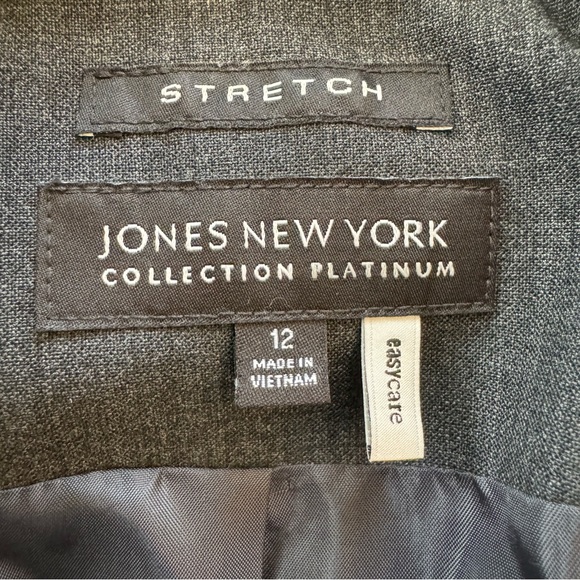 STRETCH
JONES NEW YORK
COLLECTION PLATINUM
12
MADE IN
VIETNAM
easycare